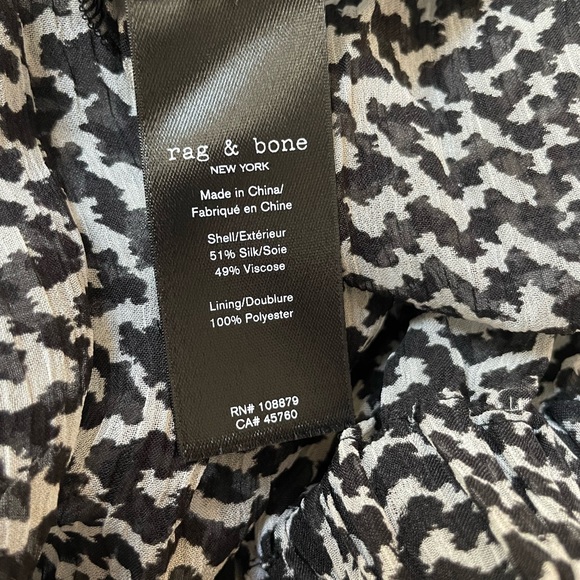 rag & bone
NEW YORK
Made in China/
Fabriqué en Chine
Shell/Extérieur
51% Silk/Soie
49% Viscose
Lining/Doublure
100% Polyester
RN# 108879
CA# 45760